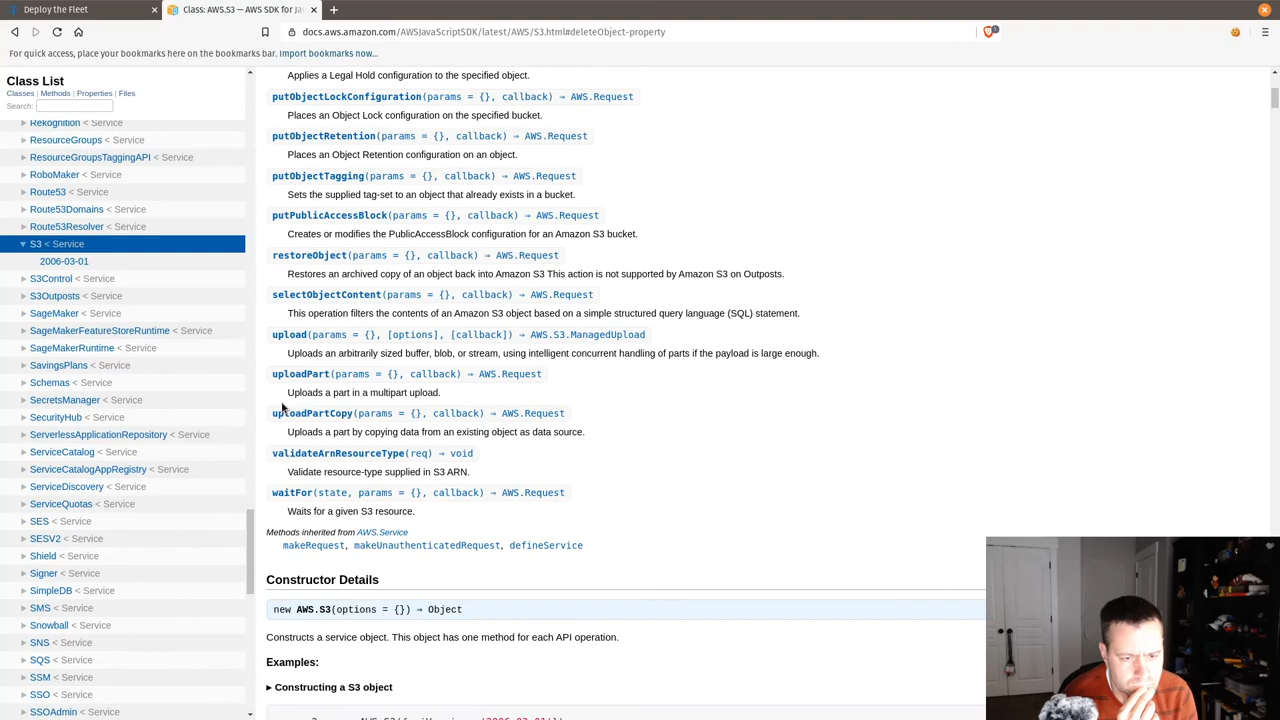 Deploy the Fleet
Class: AWS.S3 — AWS SDK for Ja
docs.aws.amazon.com/AWSJavaScriptSDK/latest/AWS/S3.html#deleteObject-property
For quick access, place your bookmarks here on the bookmarks bar. Import bookmarks now...
Class List
Classes | Methods | Properties | Files
Search:
Rekognition < Service
ResourceGroups < Service
ResourceGroupsTaggingAPI < Service
RoboMaker < Service
Route53 < Service
Route53Domains < Service
Route53Resolver < Service
S3 < Service
2006-03-01
S3Control < Service
S3Outposts < Service
SageMaker < Service
SageMakerFeatureStoreRuntime < Service
SageMakerRuntime < Service
SavingsPlans < Service
Schemas < Service
SecretsManager < Service
SecurityHub < Service
ServerlessApplicationRepository < Service
ServiceCatalog < Service
ServiceCatalogAppRegistry < Service
ServiceDiscovery < Service
ServiceQuotas < Service
SES < Service
SESV2 < Service
Shield < Service
Signer < Service
SimpleDB < Service
SMS < Service
Snowball < Service
SNS < Service
SQS < Service
SSM < Service
SSO < Service
SSOAdmin < Service
Applies a Legal Hold configuration to the specified object.
putObjectLockConfiguration(params = {}, callback) ⇒ AWS.Request
Places an Object Lock configuration on the specified bucket.
putObjectRetention(params = {}, callback) ⇒ AWS.Request
Places an Object Retention configuration on an object.
putObjectTagging(params = {}, callback) ⇒ AWS.Request
Sets the supplied tag-set to an object that already exists in a bucket.
putPublicAccessBlock(params = {}, callback) ⇒ AWS.Request
Creates or modifies the PublicAccessBlock configuration for an Amazon S3 bucket.
restoreObject(params = {}, callback) ⇒ AWS.Request
Restores an archived copy of an object back into Amazon S3 This action is not supported by Amazon S3 on Outposts.
selectObjectContent(params = {}, callback) ⇒ AWS.Request
This operation filters the contents of an Amazon S3 object based on a simple structured query language (SQL) statement.
upload(params = {}, [options], [callback]) ⇒ AWS.S3.ManagedUpload
Uploads an arbitrarily sized buffer, blob, or stream, using intelligent concurrent handling of parts if the payload is large enough.
uploadPart(params = {}, callback) ⇒ AWS.Request
Uploads a part in a multipart upload.
uploadPartCopy(params = {}, callback) ⇒ AWS.Request
Uploads a part by copying data from an existing object as data source.
validateArnResourceType(req) ⇒ void
Validate resource-type supplied in S3 ARN.
waitFor(state, params = {}, callback) ⇒ AWS.Request
Waits for a given S3 resource.
Methods inherited from AWS.Service
makeRequest, makeUnauthenticatedRequest, defineService
Constructor Details
new AWS.S3(options = {}) ⇒ Object
Constructs a service object. This object has one method for each API operation.
Examples:
Constructing a S3 object